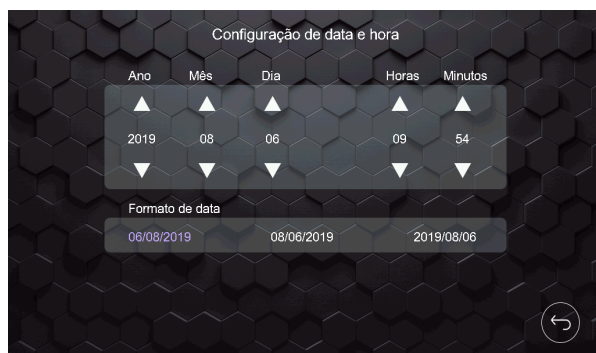 Configuração de data e hora
Ano Mês Dia Horas Minutos
2019 08 06 09 54
Formato de data
06/08/2019 08/06/2019 2019/08/06